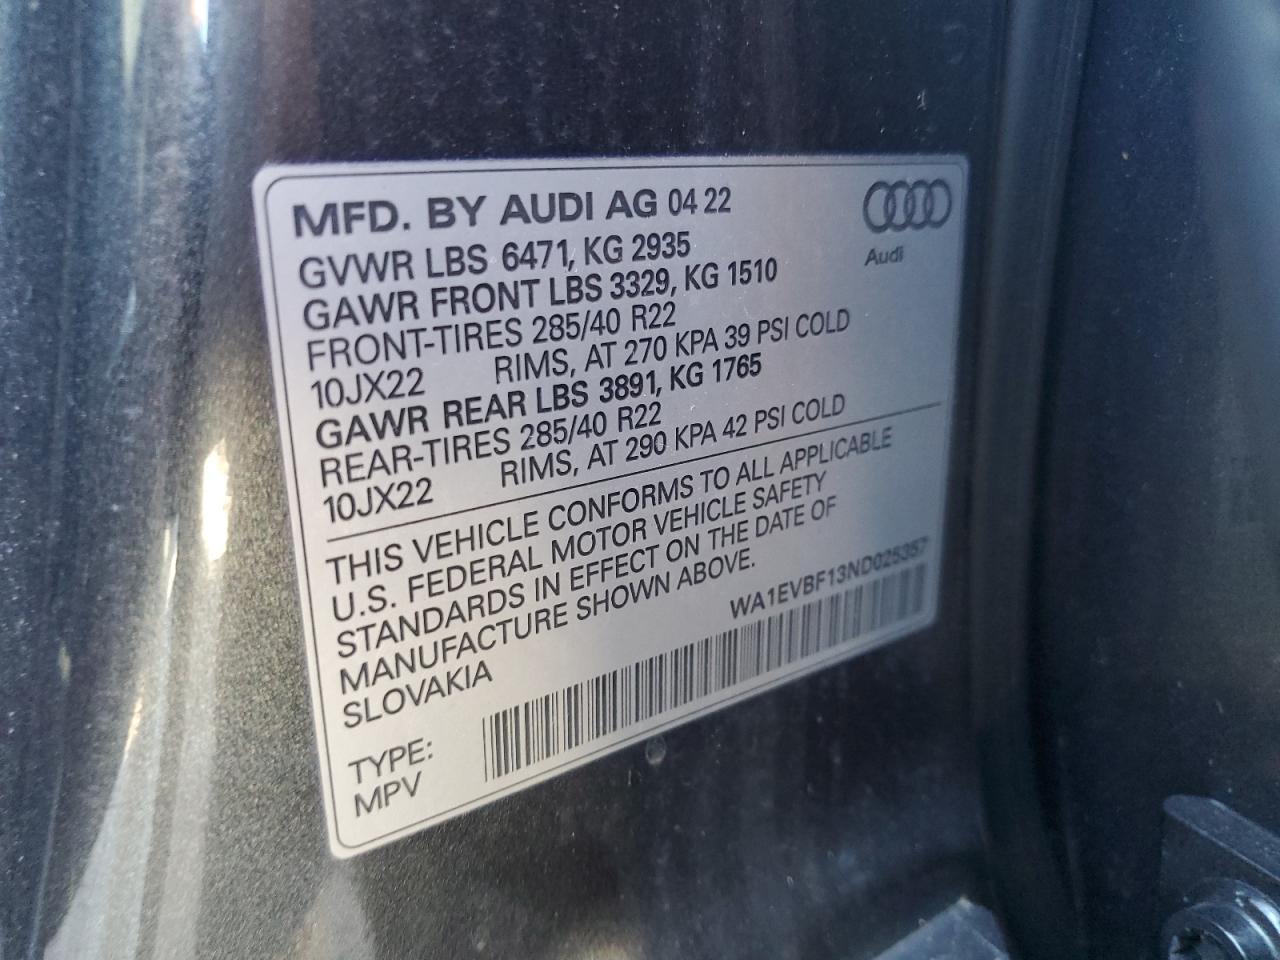 MFD. BY AUDI AG 04 22
GVWR LBS 6471, KG 2935
GAWR FRONT LBS 3329, KG 1510
FRONT-TIRES 285/40 R22
10JX22 RIMS, AT 270 KPA 39 PSI COLD
GAWR REAR LBS 3891, KG 1765
REAR-TIRES 285/40 R22
10JX22 RIMS, AT 290 KPA 42 PSI COLD
Audi
THIS VEHICLE CONFORMS TO ALL APPLICABLE
U.S. FEDERAL MOTOR VEHICLE SAFETY
STANDARDS IN EFFECT ON THE DATE OF
MANUFACTURE SHOWN ABOVE.
SLOVAKIA
WA1EVBF13ND025357
TYPE:
MPV